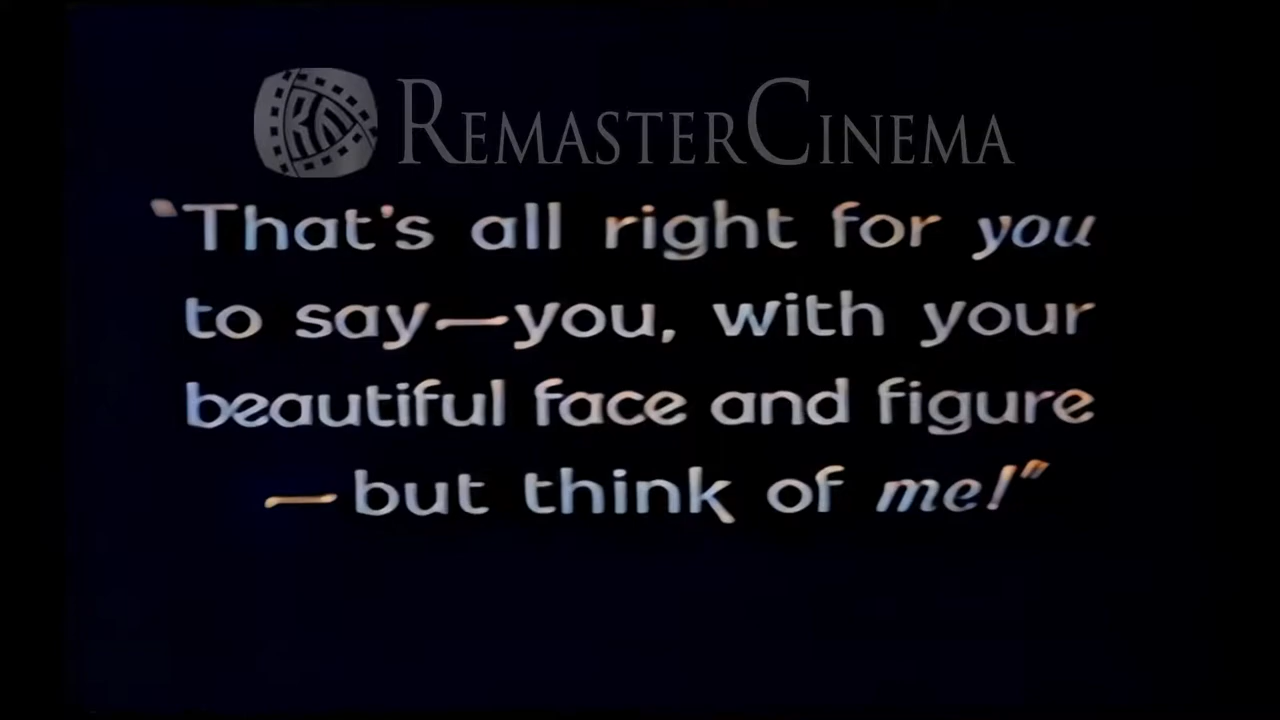 REMASTERCINEMA
"That's all right for you
to say—you, with your
beautiful face and figure
—but think of me!"